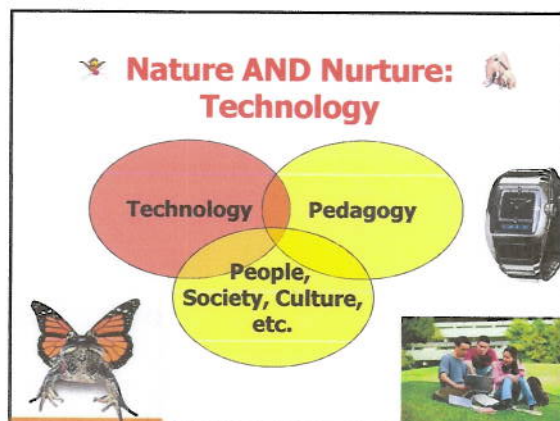 Nature AND Nurture:
Technology
Technology
Pedagogy
People,
Society, Culture,
etc.